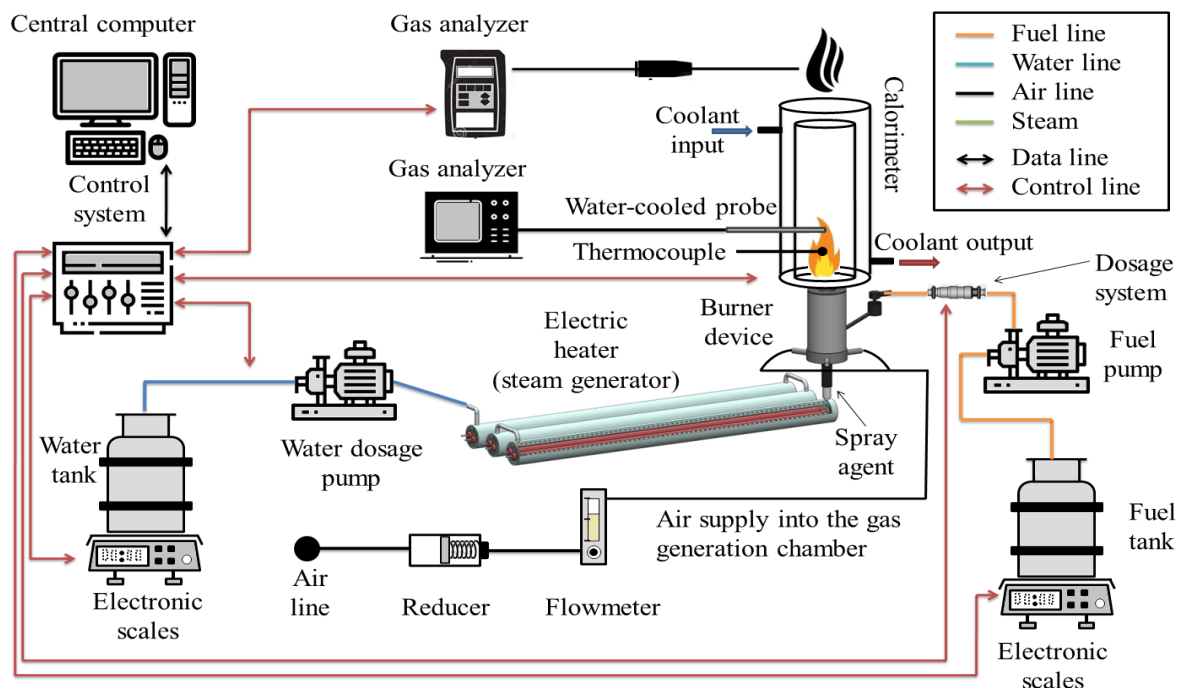 Central computer
Gas analyzer
Fuel line
Water line
Air line
Steam
Data line
Control line
Calorimeter
Coolant
input
Control
system
Gas analyzer
Water-cooled probe
Thermocouple
Coolant output
Dosage
system
Burner
device
Electric
heater
(steam generator)
Fuel
pump
Water
tank
Water dosage
pump
Spray
agent
Air supply into the gas
generation chamber
Fuel
tank
Air
line
Reducer
Flowmeter
Electronic
scales
Electronic
scales